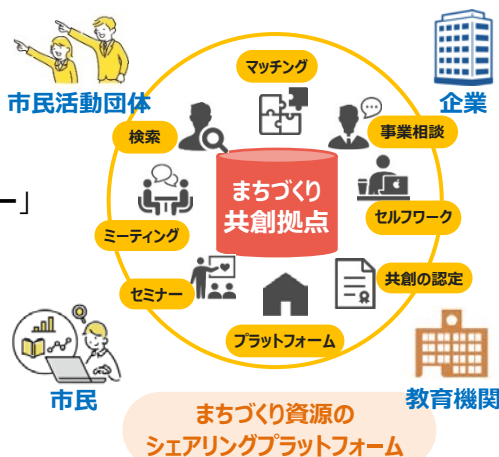 マッチング
市民活動団体
企業
検索
事業相談
ー」
まちづくり
共創拠点
セルフワーク
ミーティング
セミナー
共創の認定
プラットフォーム
市民
教育機関
まちづくり資源の
シェアリングプラットフォーム